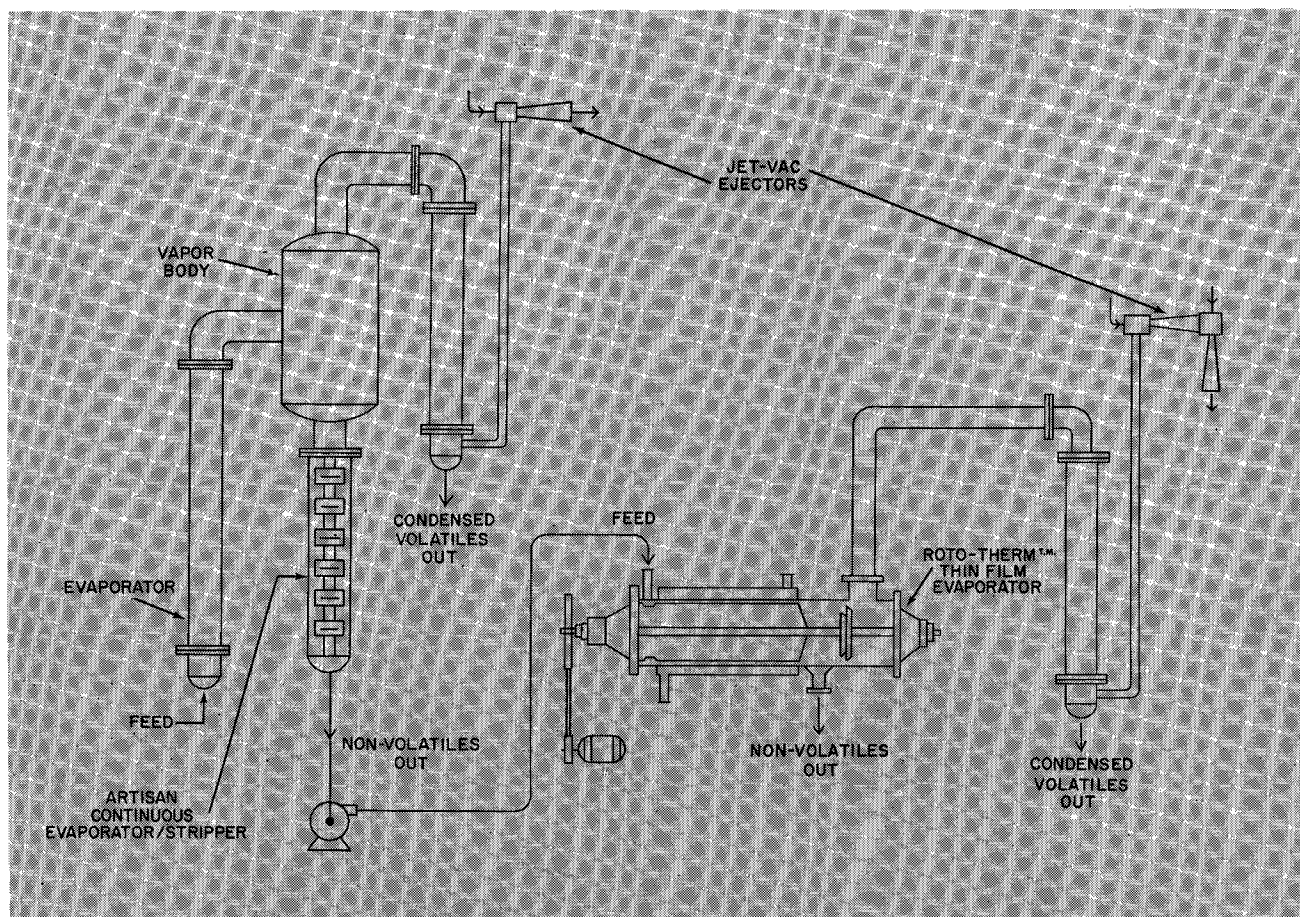 JET-VAC
EJECTORS
VAPOR
BODY
CONDENSED
VOLATILES
OUT
FEED
ROTO-THERM T.M.
THIN FILM
EVAPORATOR
EVAPORATOR
FEED
NON-VOLATILES
OUT
NON-VOLATILES
OUT
CONDENSED
VOLATILES
OUT
ARTISAN
CONTINUOUS
EVAPORATOR/STRIPPER